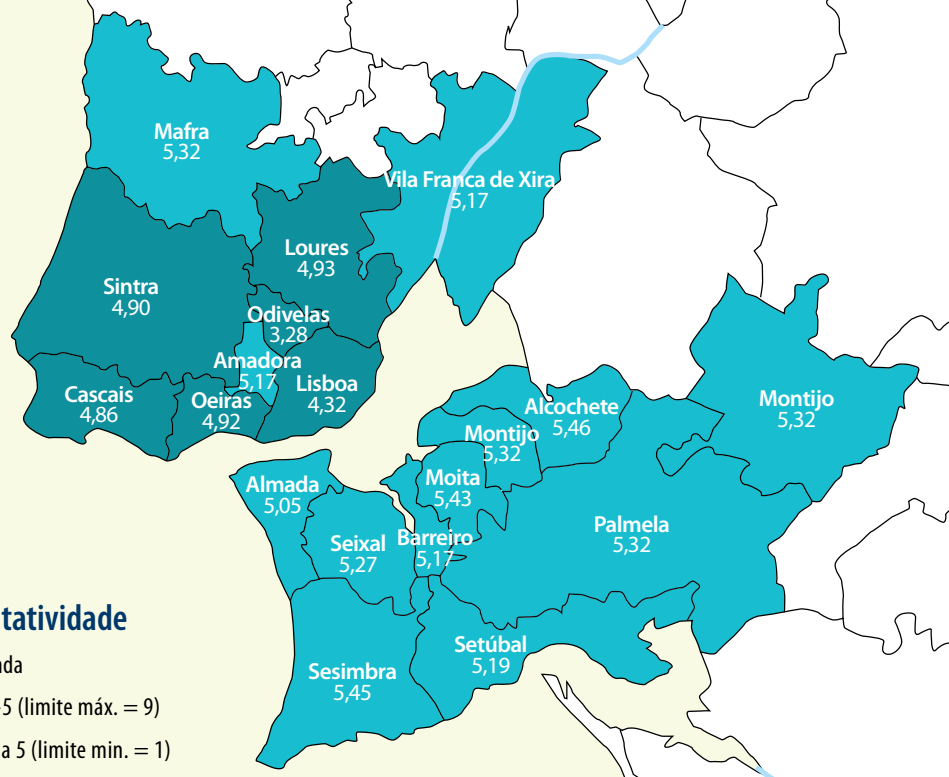 Mafra
5,32
Vila Franca de Xira
5,17
Loures
4,93
Sintra
4,90
Odivelas
3,28
Amadora
5,17
Lisboa
4,32
Cascais
4,86
Oeiras
4,92
Montijo
5,32
Alcochete
5,46
Montijo
5,32
Moita
5,43
Almada
5,05
Palmela
5,32
Seixal
5,27
Barreiro
5,17
Setúbal
5,19
Sesimbra
5,45
tatividade
ada
5 (limite máx. = 9)
a 5 (limite min. = 1)